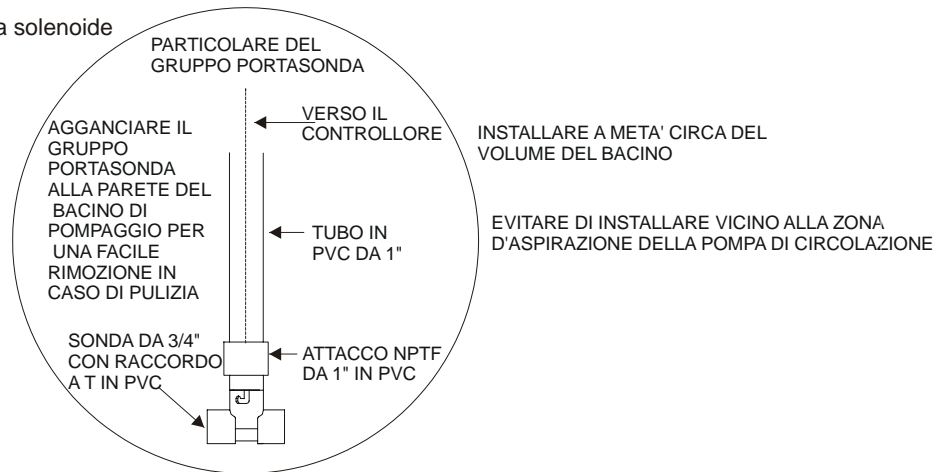 a solenoide
PARTICOLARE DEL
GRUPPO PORTASONDA
VERSO IL
CONTROLLORE
AGGANCIARE IL
GRUPPO
PORTASONDA
ALLA PARETE DEL
BACINO DI
POMPAGGIO PER
UNA FACILE
RIMOZIONE IN
CASO DI PULIZIA
TUBO IN
PVC DA 1"
SONDA DA 3/4"
CON RACCORDO
A T IN PVC
ATTACCO NPTF
DA 1" IN PVC
INSTALLARE A META' CIRCA DEL
VOLUME DEL BACINO
EVITARE DI INSTALLARE VICINO ALLA ZONA
D'ASPIRAZIONE DELLA POMPA DI CIRCOLAZIONE